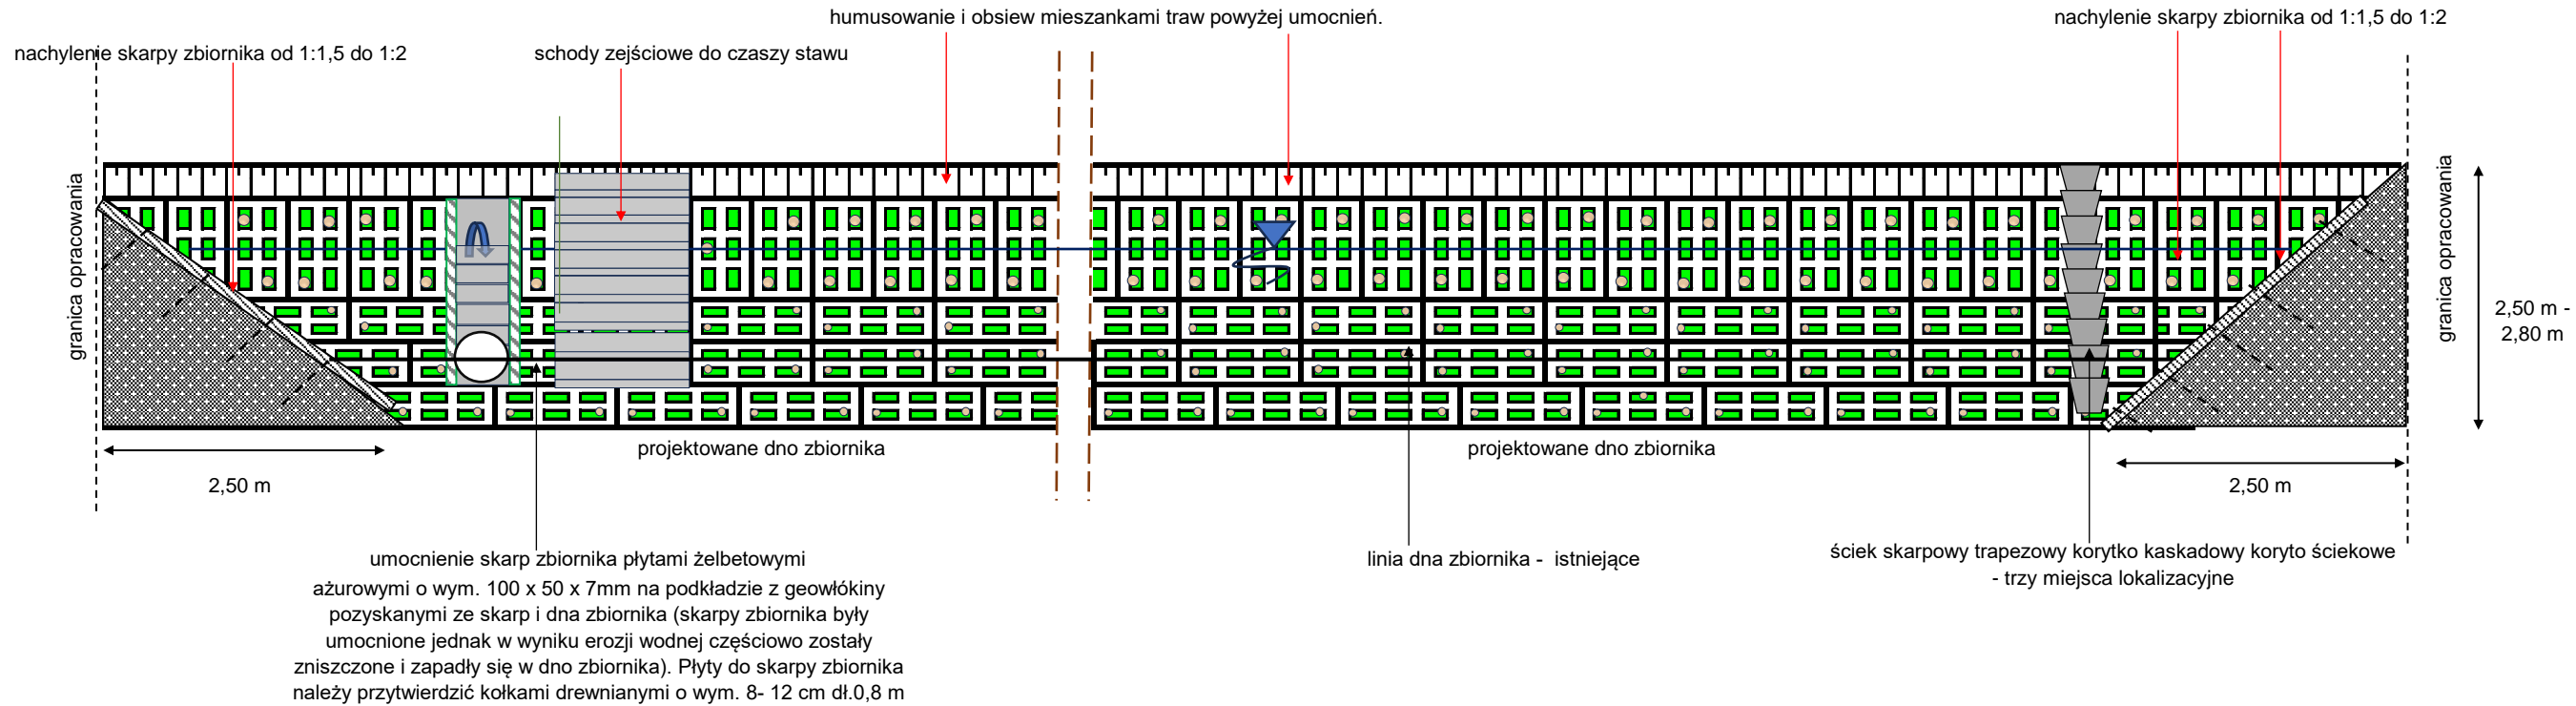 humusowanie i obsiew mieszankami traw powyżej umocnień.
nachylenie skarpy zbiornika od 1:1,5 do 1:2
nachylenie skarpy zbiornika od 1:1,5 do 1:2
schody zejściowe do czaszy stawu
granica opracowania
granica opracowania
2,50 m -
2,80 m
projektowane dno zbiornika
projektowane dno zbiornika
2,50 m
2,50 m
umocnienie skarp zbiornika płytami żelbetowymi
ażurowymi o wym. 100 x 50 x 7mm na podkładzie z geowłókiny
pozyskanymi ze skarp i dna zbiornika (skarpy zbiornika były
umocnione jednak w wyniku erozji wodnej częściowo zostały
zniszczone i zapadły się w dno zbiornika). Płyty do skarpy zbiornika
należy przytwierdzić kołkami drewnianymi o wym. 8- 12 cm dł.0,8 m
linia dna zbiornika - istniejące
ściek skarpowy trapezowy korytko kaskadowy koryto ściekowe
- trzy miejsca lokalizacyjne